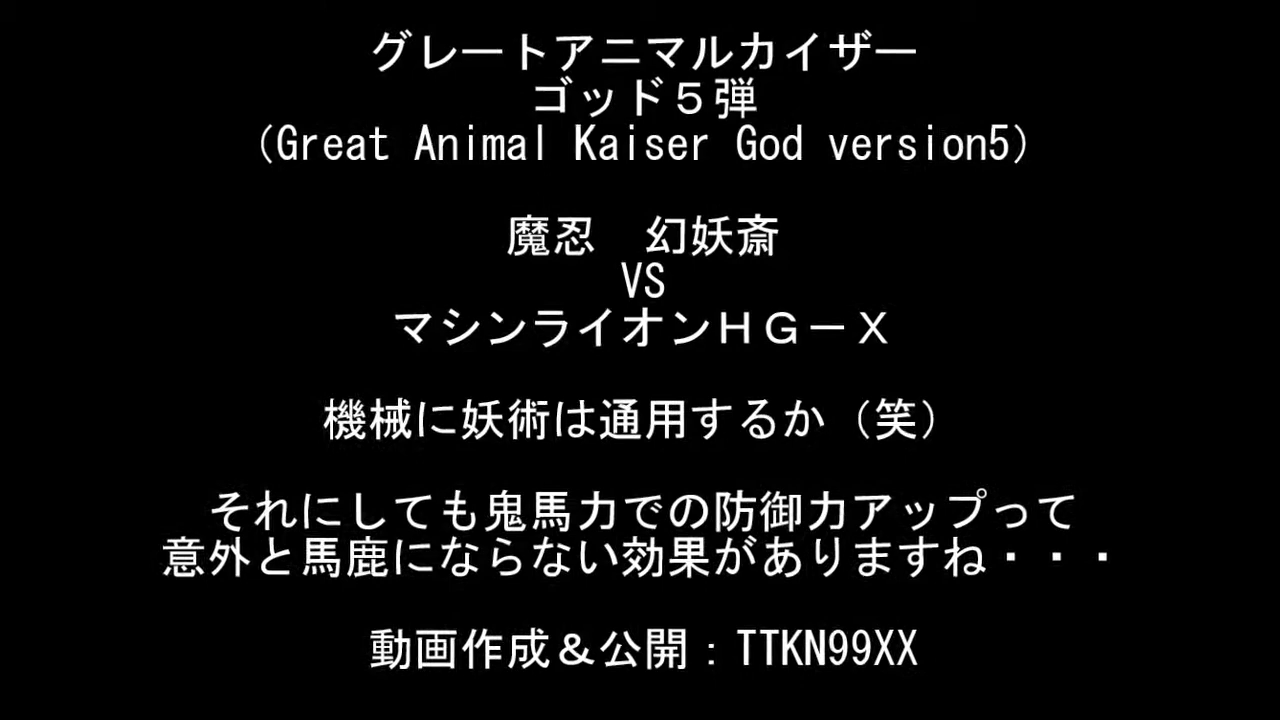 グレートアニマルカイザー
ゴッド５弾
(Great Animal Kaiser God version5)
魔忍　幻妖斎
VS
マシンライオンＨＧ－Ｘ
機械に妖術は通用するか（笑）
それにしても鬼馬力での防御力アップって
意外と馬鹿にならない効果がありますね・・・
動画作成＆公開：TTKN99XX